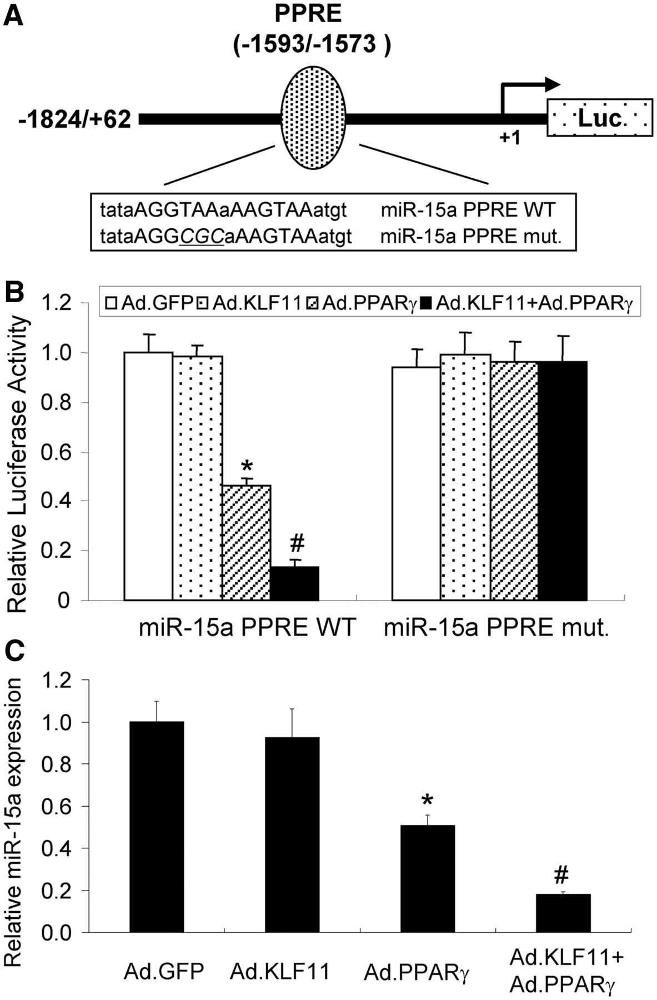 A
PPRE
(-1593/-1573 )
-1824/+62
Luc
+1
tataAGGTAAaAAGTAAatgt miR-15a PPRE WT
tataAGGCGCaAAGTAAatgt miR-15a PPRE mut.
B
Ad.GFP Ad.KLF11 Ad.PPARγ Ad.KLF11+Ad.PPARγ
Relative Luciferase Activity
1.2
1.0
0.8
0.6
0.4
0.2
0
*
#
miR-15a PPRE WT miR-15a PPRE mut.
C
Relative miR-15a expression
1.2
1.0
0.8
0.6
0.4
0.2
0.0
*
#
Ad.GFP Ad.KLF11 Ad.PPARγ Ad.KLF11+
Ad.PPARγ